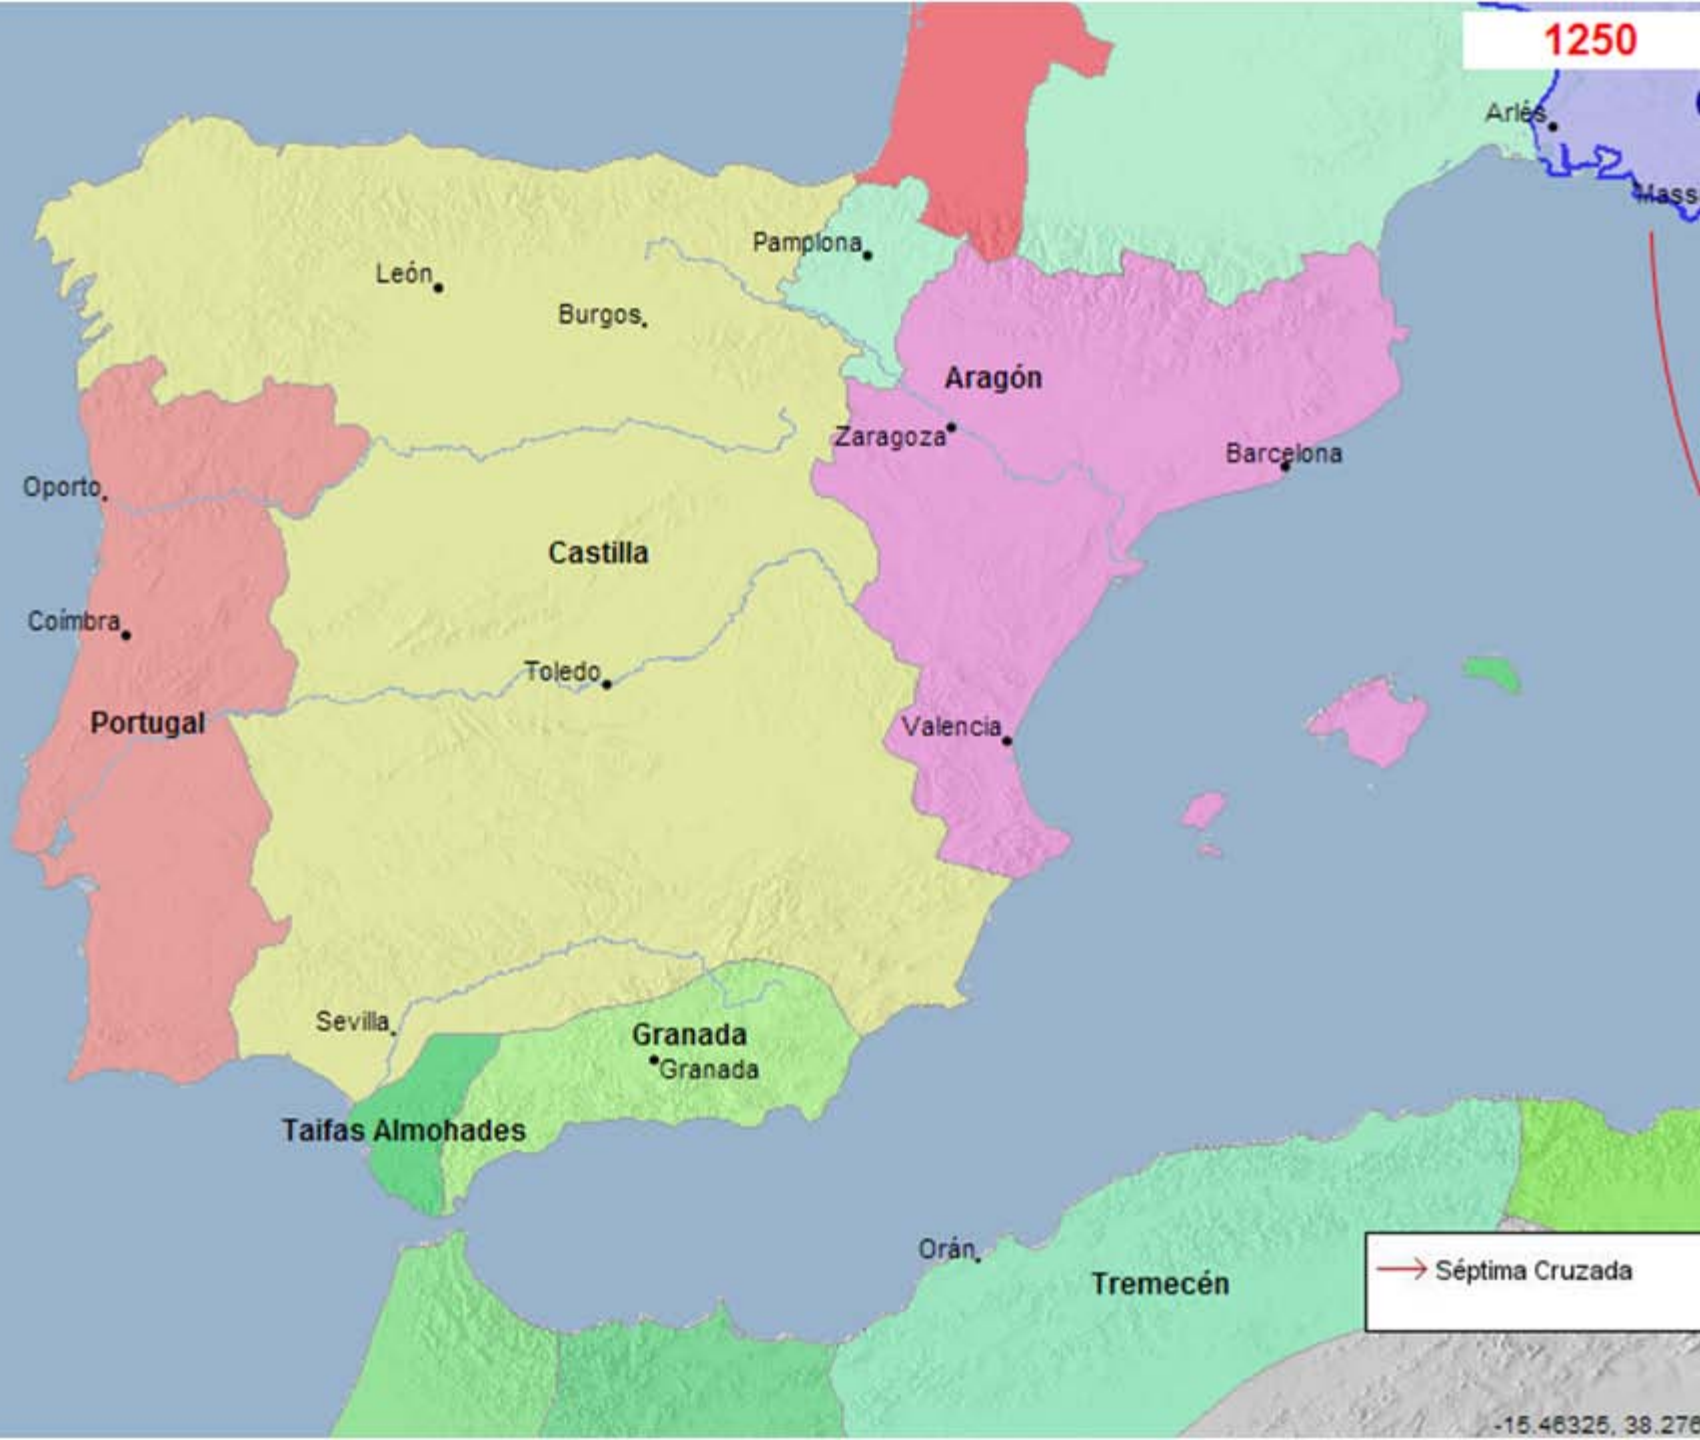 1250
Arlés
Mass
Pamplona
León
Burgos
Aragón
Zaragoza
Barcelona
Oporto
Castilla
Coímbra
Toledo
Portugal
Valencia
Sevilla
Granada
Granada
Taifas Almohades
Orán
Tremecén
Séptima Cruzada
-15.46325, 38.276